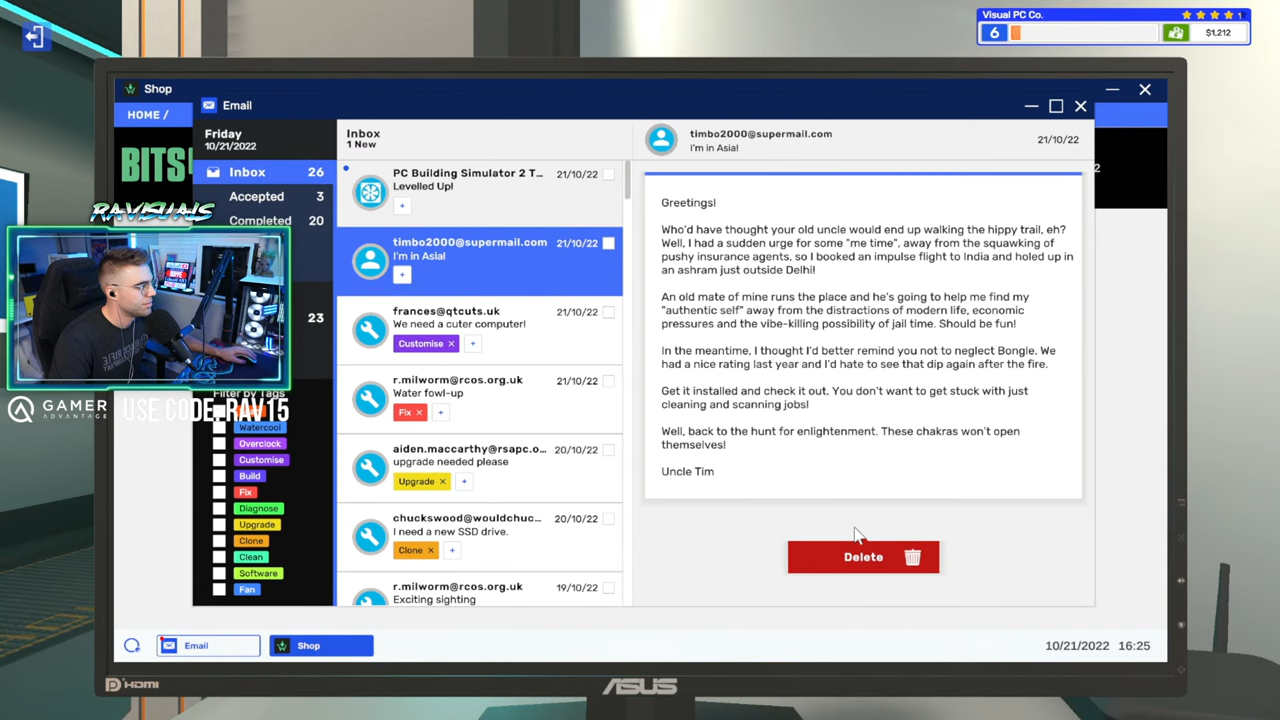 Visual PC Co.
6
$1,212
Shop
HOME /
Email
BITS
Friday
10/21/2022
Inbox 26
Accepted 3
Completed 20
23
RAVISUALS
GAMER ADVANTAGE
USE CODE: RAV15
Filter by Tags
Watercool
Overclock
Customise
Build
Fix
Diagnose
Upgrade
Clone
Clean
Software
Fan
Inbox
1 New
PC Building Simulator 2 T... 21/10/22
Levelled Up!
+
timbo2000@supermail.com 21/10/22
I'm in Asia!
+
frances@qtcuts.uk 21/10/22
We need a cuter computer!
Customise × +
r.milworm@rcos.org.uk 21/10/22
Water fowl-up
Fix × +
aiden.maccarthy@rsapc.o... 20/10/22
upgrade needed please
Upgrade × +
chuckswood@wouldchuc... 20/10/22
I need a new SSD drive.
Clone × +
r.milworm@rcos.org.uk 19/10/22
Exciting sighting
timbo2000@supermail.com 21/10/22
I'm in Asia!
Greetings!
Who'd have thought your old uncle would end up walking the hippy trail, eh?
Well, I had a sudden urge for some "me time", away from the squawking of
pushy insurance agents, so I booked an impulse flight to India and holed up in
an ashram just outside Delhi!
An old mate of mine runs the place and he's going to help me find my
"authentic self" away from the distractions of modern life, economic
pressures and the vibe-killing possibility of jail time. Should be fun!
In the meantime, I thought I'd better remind you not to neglect Bongle. We
had a nice rating last year and I'd hate to see that dip again after the fire.
Get it installed and check it out. You don't want to get stuck with just
cleaning and scanning jobs!
Well, back to the hunt for enlightenment. These chakras won't open
themselves!
Uncle Tim
Delete
Email
Shop
10/21/2022 16:25
HDMI
ASUS